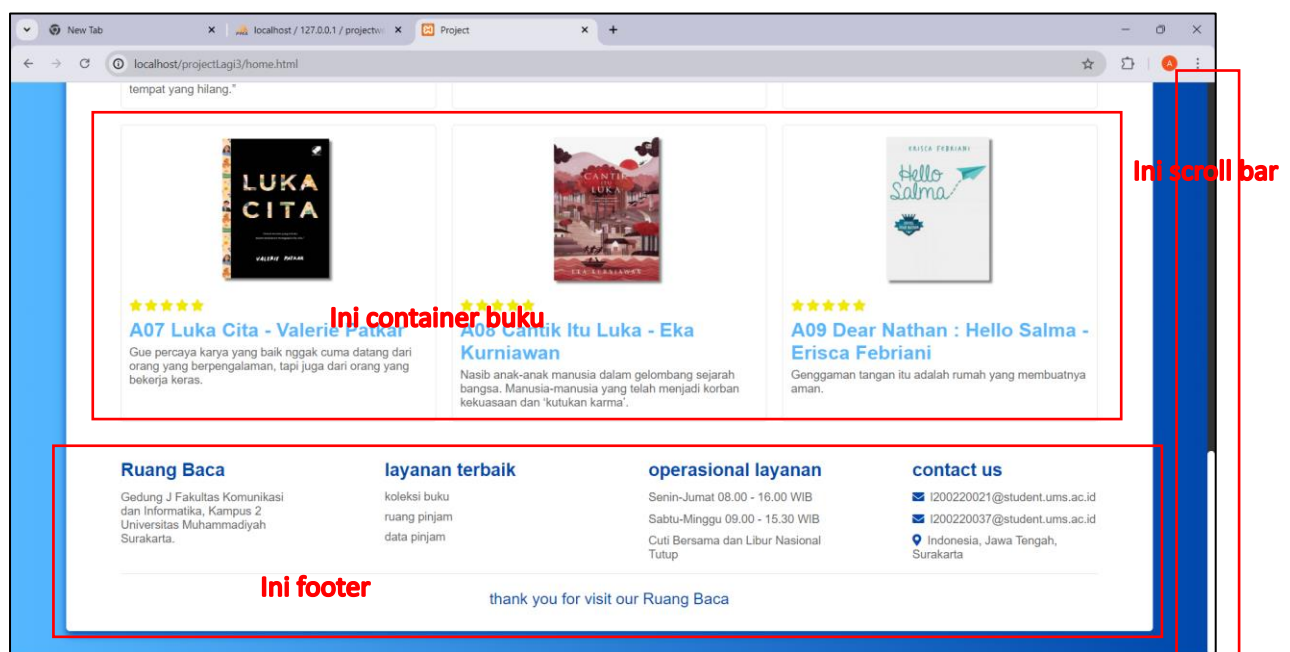 New Tab
localhost / 127.0.0.1 / projectw
Project
localhost/projectLagi3/home.html
A
tempat yang hilang."
LUKA
CITA
VALERIE PATKAR
CANTIK
ITU
LUKA
EKA KURNIAWAN
ERISCA FEBRIANI
Hello
Salma
Ini scroll bar
Ini container buku
A07 Luka Cita - Valerie Patkar
Gue percaya karya yang baik nggak cuma datang dari
orang yang berpengalaman, tapi juga dari orang yang
bekerja keras.
A08 Cantik Itu Luka - Eka
Kurniawan
Nasib anak-anak manusia dalam gelombang sejarah
bangsa. Manusia-manusia yang telah menjadi korban
kekuasaan dan ‘kutukan karma’.
A09 Dear Nathan : Hello Salma -
Erisca Febriani
Genggaman tangan itu adalah rumah yang membuatnya
aman.
Ruang Baca
Gedung J Fakultas Komunikasi
dan Informatika, Kampus 2
Universitas Muhammadiyah
Surakarta.
layanan terbaik
koleksi buku
ruang pinjam
data pinjam
operasional layanan
Senin-Jumat 08.00 - 16.00 WIB
Sabtu-Minggu 09.00 - 15.30 WIB
Cuti Bersama dan Libur Nasional
Tutup
contact us
l200220021@student.ums.ac.id
l200220037@student.ums.ac.id
Indonesia, Jawa Tengah,
Surakarta
Ini footer
thank you for visit our Ruang Baca